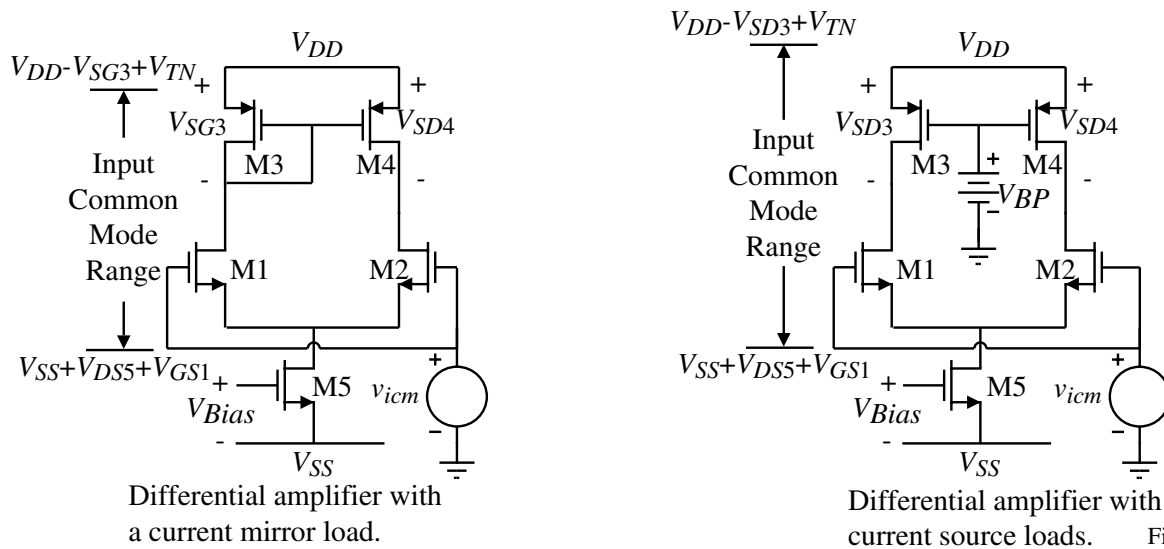 VDD-VSG3+VTN
VDD
+
+
VSG3
VSD4
M3
M4
-
-
Input
Common
Mode
Range
M1
M2
VSS+VDS5+VGS1
+
VBias
-
M5
vicm
+
-
VSS
Differential amplifier with
a current mirror load.
VDD-VSD3+VTN
VDD
+
+
VSD3
VSD4
M3
M4
-
-
+
VBP
-
Input
Common
Mode
Range
M1
M2
VSS+VDS5+VGS1
+
VBias
-
M5
vicm
+
-
VSS
Differential amplifier with
current source loads.
Fi